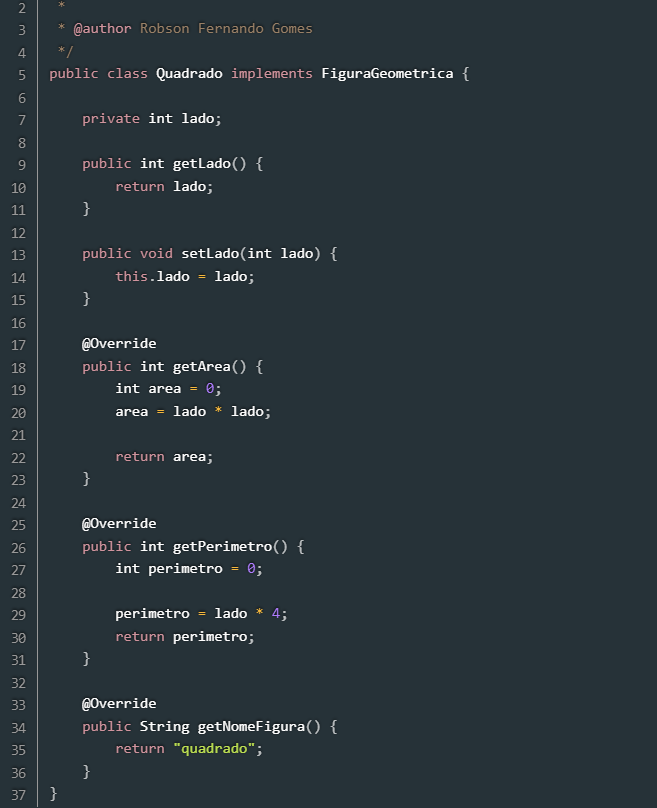 2  *
3  * @author Robson Fernando Gomes
4  */
5 public class Quadrado implements FiguraGeometrica {
6
7     private int lado;
8
9     public int getLado() {
10         return lado;
11     }
12
13     public void setLado(int lado) {
14         this.lado = lado;
15     }
16
17     @Override
18     public int getArea() {
19         int area = 0;
20         area = lado * lado;
21
22         return area;
23     }
24
25     @Override
26     public int getPerimetro() {
27         int perimetro = 0;
28
29         perimetro = lado * 4;
30         return perimetro;
31     }
32
33     @Override
34     public String getNomeFigura() {
35         return "quadrado";
36     }
37 }